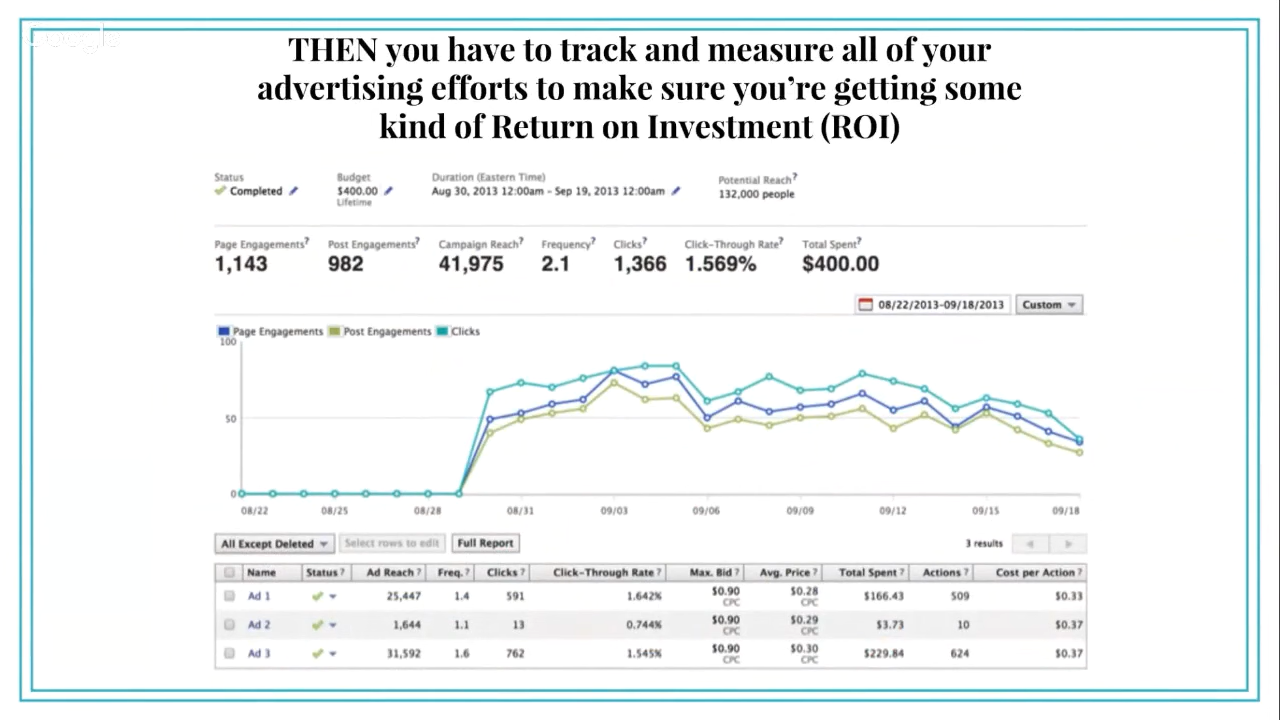 Google
THEN you have to track and measure all of your
advertising efforts to make sure you’re getting some
kind of Return on Investment (ROI)
Status Budget Duration (Eastern Time) Potential Reach?
Completed $400.00 Aug 30, 2013 12:00am - Sep 19, 2013 12:00am 132,000 people
Lifetime
Page Engagements? Post Engagements? Campaign Reach? Frequency? Clicks? Click-Through Rate? Total Spent?
1,143 982 41,975 2.1 1,366 1.569% $400.00
08/22/2013-09/18/2013 Custom
Page Engagements Post Engagements Clicks
100
50
0
08/22 08/25 08/28 08/31 09/03 09/06 09/09 09/12 09/15 09/18
All Except Deleted Select rows to edit Full Report 3 results
Name Status? Ad Reach? Freq.? Clicks? Click-Through Rate? Max. Bid? Avg. Price? Total Spent? Actions? Cost per Action?
Ad 1 25,447 1.4 591 1.642% $0.90 CPC $0.28 CPC $166.43 509 $0.33
Ad 2 1,644 1.1 13 0.744% $0.90 CPC $0.29 CPC $3.73 10 $0.37
Ad 3 31,592 1.6 762 1.545% $0.90 CPC $0.30 CPC $229.84 624 $0.37